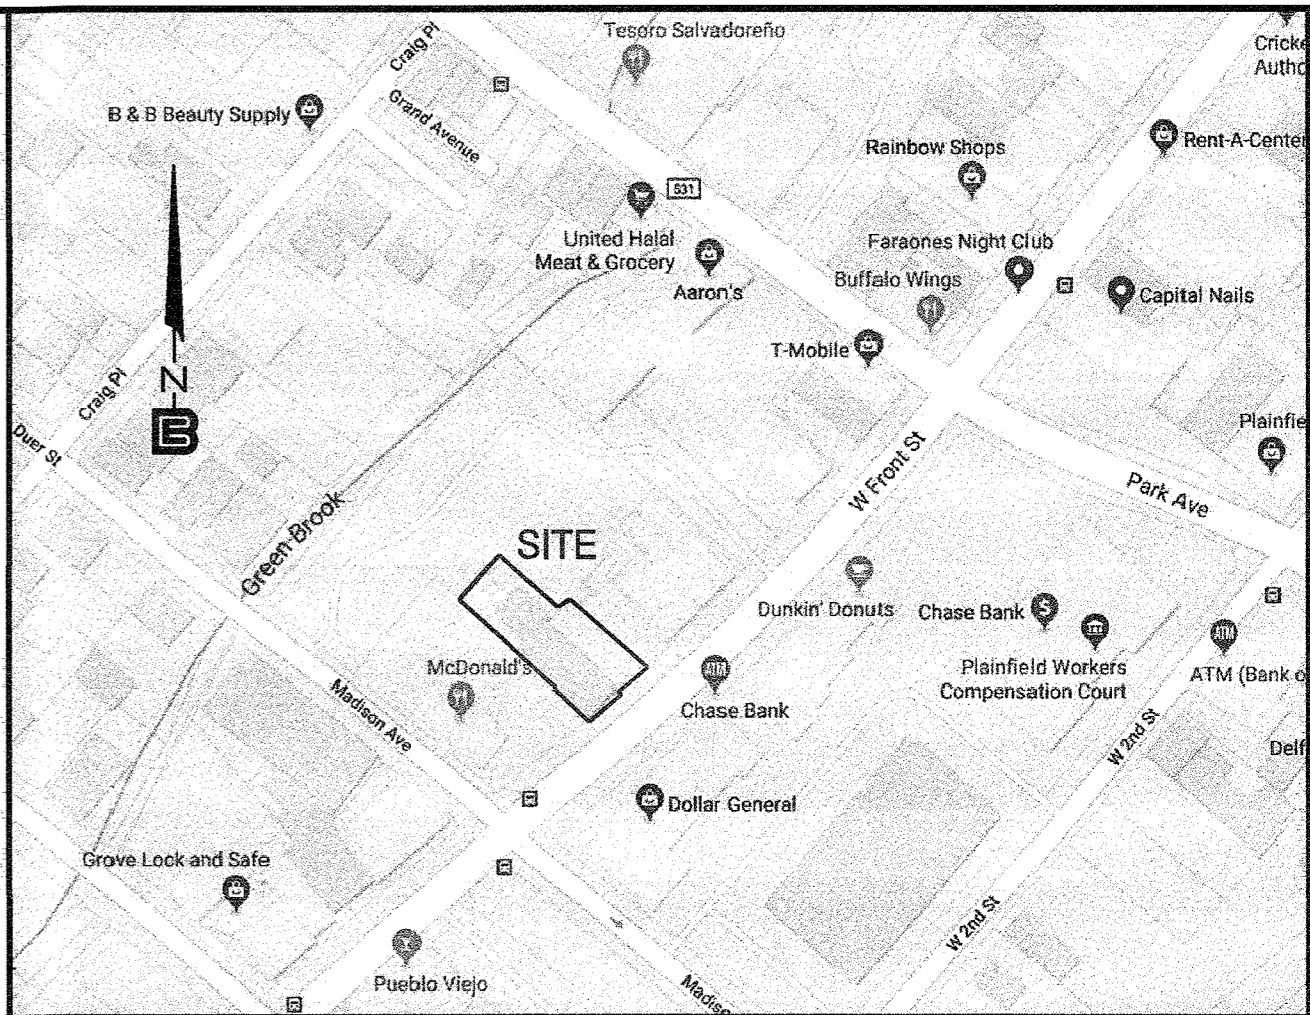 Tesoro Salvadoreño
Craig Pl
Cricke
Autho
B & B Beauty Supply
Grand Avenue
Rent-A-Center
Rainbow Shops
531
United Halal
Meat & Grocery
Faraones Night Club
Buffalo Wings
Aaron's
Capital Nails
T-Mobile
N
B
Craig Pl
Duer St
Plainfie
W Front St
Park Ave
Green Brook
SITE
Dunkin' Donuts
Chase Bank
S
ATM
McDonald's
Plainfield Workers
Compensation Court
ATM (Bank o
ATM
Madison Ave
Chase Bank
W 2nd St
Delf
Dollar General
Grove Lock and Safe
W 2nd St
Pueblo Viejo
Madiso